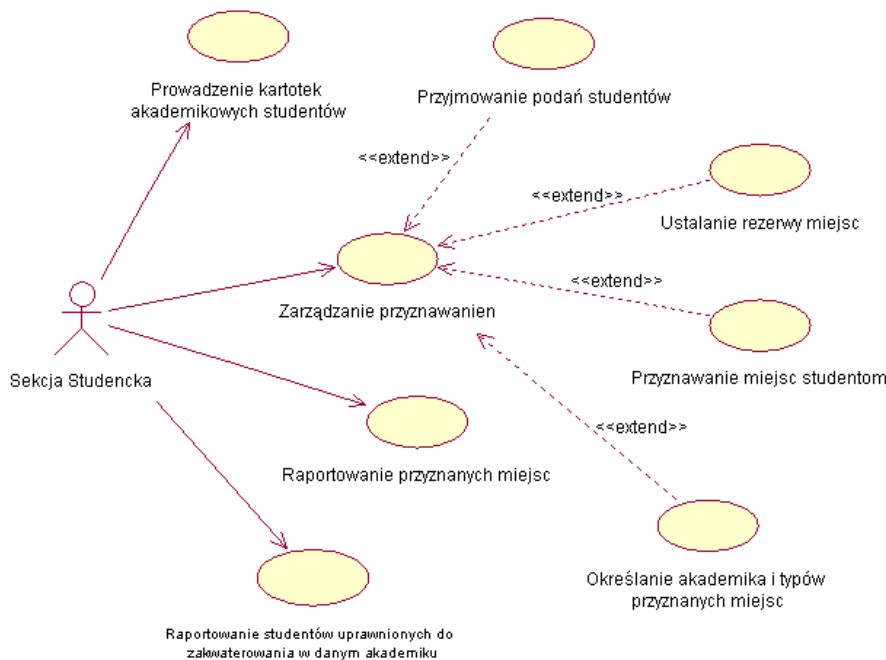 Prowadzenie kartotek
akademikowych studentów
Przyjmowanie podań studentów
<<extend>>
<<extend>>
Ustalanie rezerwy miejsc
<<extend>>
Zarządzanie przyznawanien
Przyznawanie miejsc studentom
Sekcja Studencka
<<extend>>
Raportowanie przyznanych miejsc
Określanie akademika i typów
przyznanych miejsc
Raportowanie studentów uprawnionych do
zakwaterowania w danym akademiku